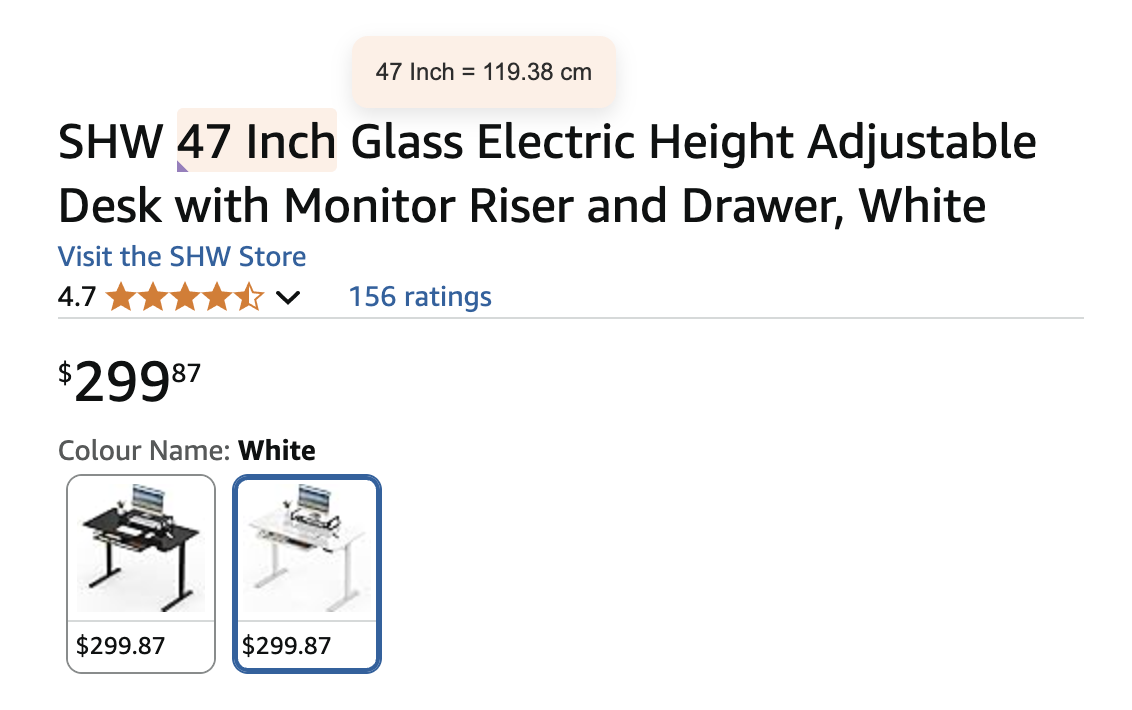 47 Inch = 119.38 cm
SHW 47 Inch Glass Electric Height Adjustable
Desk with Monitor Riser and Drawer, White
Visit the SHW Store
4.7 156 ratings
$29987
Colour Name: White
$299.87 $299.87